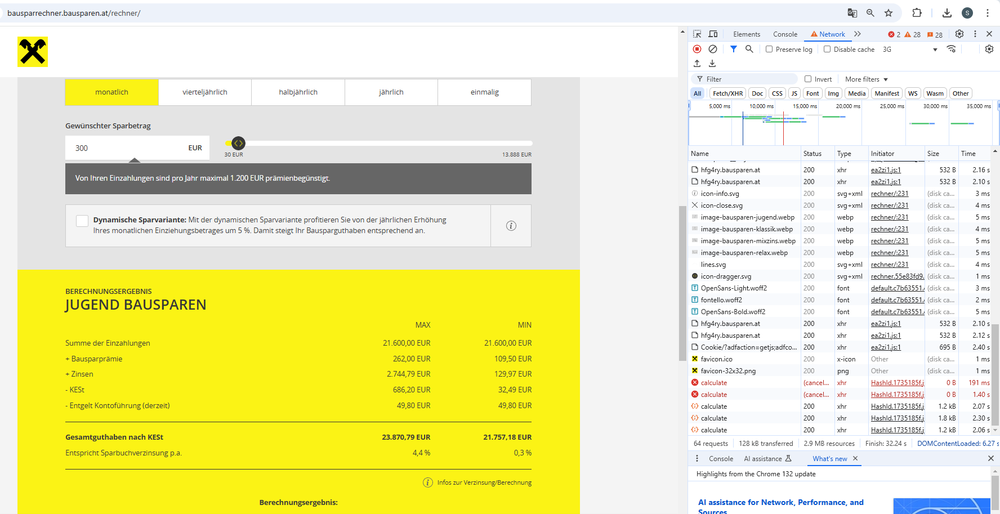 bausparrechner.bausparen.at/rechner/
S
monatlich
vierteljährlich
halbjährlich
jährlich
einmalig
Gewünschter Sparbetrag
300 EUR
30 EUR
13.888 EUR
Von Ihren Einzahlungen sind pro Jahr maximal 1.200 EUR prämienbegünstigt.
Dynamische Sparvariante: Mit der dynamischen Sparvariante profitieren Sie von der jährlichen Erhöhung
Ihres monatlichen Einziehungsbetrages um 5 %. Damit steigt Ihr Bausparguthaben entsprechend an.
BERECHNUNGSERGEBNIS
JUGEND BAUSPAREN
MAX MIN
Summe der Einzahlungen 21.600,00 EUR 21.600,00 EUR
+ Bausparprämie 262,00 EUR 109,50 EUR
+ Zinsen 2.744,79 EUR 129,97 EUR
- KESt 686,20 EUR 32,49 EUR
- Entgelt Kontoführung (derzeit) 49,80 EUR 49,80 EUR
Gesamtguthaben nach KESt 23.870,79 EUR 21.757,18 EUR
Entspricht Sparbuchverzinsung p.a. 4,4 % 0,3 %
Infos zur Verzinsung/Berechnung
Berechnungsergebnis:
Elements Console Network 2 28 28
Preserve log Disable cache 3G
Filter Invert More filters
All Fetch/XHR Doc CSS JS Font Img Media Manifest WS Wasm Other
5,000 ms 10,000 ms 15,000 ms 20,000 ms 25,000 ms 30,000 ms 35,000 ms
Name Status Type Initiator Size Time
hfg4ry.bausparen.at 200 xhr ea2zi1.js:1 532 B 2.16 s
hfg4ry.bausparen.at 200 xhr ea2zi1.js:1 532 B 2.10 s
icon-info.svg 200 svg+xml rechner/:231 (disk ca... 3 ms
icon-close.svg 200 svg+xml rechner/:231 (disk ca... 4 ms
image-bausparen-jugend.webp 200 webp rechner/:231 (disk ca... 5 ms
image-bausparen-klassik.webp 200 webp rechner/:231 (disk ca... 4 ms
image-bausparen-mixzins.webp 200 webp rechner/:231 (disk ca... 5 ms
image-bausparen-relax.webp 200 webp rechner/:231 (disk ca... 5 ms
lines.svg 200 svg+xml rechner/:231 (disk ca... 4 ms
icon-dragger.svg 200 svg+xml rechner.55e83fd9. (disk ca... 1 ms
OpenSans-Light.woff2 200 font default.c7b63551. (disk ca... 3 ms
fontello.woff2 200 font default.c7b63551. (disk ca... 2 ms
OpenSans-Bold.woff2 200 font default.c7b63551. (disk ca... 5 ms
hfg4ry.bausparen.at 200 xhr ea2zi1.js:1 532 B 2.10 s
hfg4ry.bausparen.at 200 xhr ea2zi1.js:1 532 B 2.12 s
Cookie/?adfaction=getjs;adfco... 200 xhr ea2zi1.js:1 695 B 2.40 s
favicon.ico 200 x-icon Other (disk ca... 1 ms
favicon-32x32.png 200 png Other (disk ca... 1 ms
calculate (cancel... xhr HashId.1735185f.j 0 B 191 ms
calculate (cancel... xhr HashId.1735185f.j 0 B 1.40 s
calculate 200 xhr HashId.1735185f.j 1.2 kB 2.07 s
calculate 200 xhr HashId.1735185f.j 1.8 kB 2.30 s
calculate 200 xhr HashId.1735185f.j 1.2 kB 2.06 s
64 requests 128 kB transferred 2.9 MB resources Finish: 32.24 s DOMContentLoaded: 6.27 s
Console AI assistance What's new
Highlights from the Chrome 132 update
AI assistance for Network, Performance, and
Sources